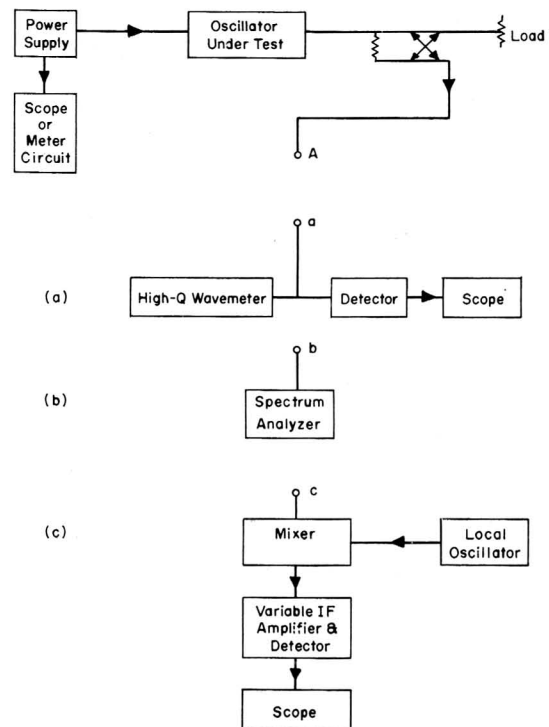 Power
Supply
Oscillator
Under Test
Load
Scope
or
Meter
Circuit
A
a
(a)
High-Q Wavemeter
Detector
Scope
b
(b)
Spectrum
Analyzer
c
(c)
Mixer
Local
Oscillator
Variable IF
Amplifier &
Detector
Scope